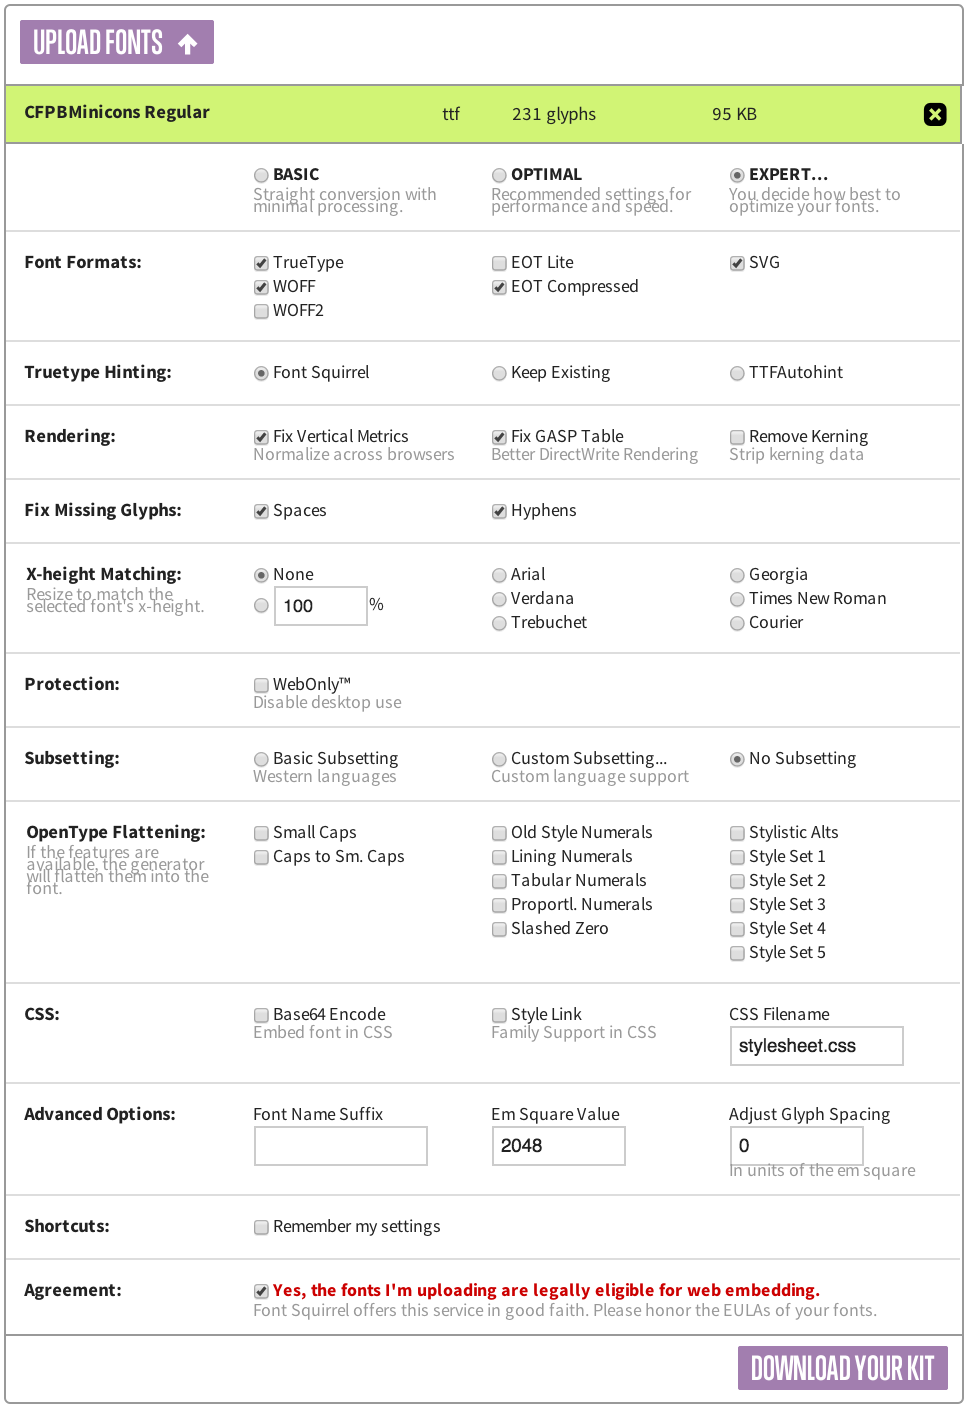 UPLOAD FONTS
CFPBMinicons Regular ttf 231 glyphs 95 KB
BASIC OPTIMAL EXPERT...
Straight conversion with Recommended settings for You decide how best to
minimal processing. performance and speed. optimize your fonts.
Font Formats: TrueType EOT Lite SVG
WOFF EOT Compressed
WOFF2
Truetype Hinting: Font Squirrel Keep Existing TTFAutohint
Rendering: Fix Vertical Metrics Fix GASP Table Remove Kerning
Normalize across browsers Better DirectWrite Rendering Strip kerning data
Fix Missing Glyphs: Spaces Hyphens
X-height Matching: None Arial Georgia
Resize to match the 100 % Verdana Times New Roman
selected font's x-height. Trebuchet Courier
Protection: WebOnly™
Disable desktop use
Subsetting: Basic Subsetting Custom Subsetting... No Subsetting
Western languages Custom language support
OpenType Flattening: Small Caps Old Style Numerals Stylistic Alts
If the features are Caps to Sm. Caps Lining Numerals Style Set 1
available, the generator Tabular Numerals Style Set 2
will flatten them into the Proportl. Numerals Style Set 3
font. Slashed Zero Style Set 4
Style Set 5
CSS: Base64 Encode Style Link CSS Filename
Embed font in CSS Family Support in CSS stylesheet.css
Advanced Options: Font Name Suffix Em Square Value Adjust Glyph Spacing
2048 0
In units of the em square
Shortcuts: Remember my settings
Agreement: Yes, the fonts I'm uploading are legally eligible for web embedding.
Font Squirrel offers this service in good faith. Please honor the EULAs of your fonts.
DOWNLOAD YOUR KIT